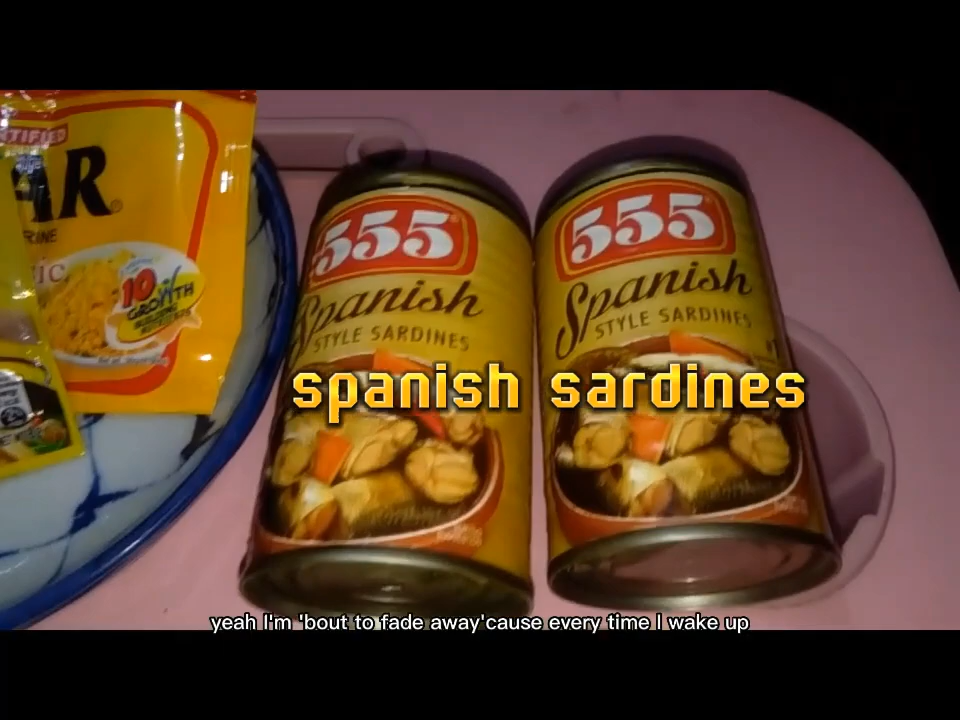 AR
10
GROWTH
555
Spanish
STYLE SARDINES
555
Spanish
STYLE SARDINES
spanish sardines
yeah I'm 'bout to fade away'cause every time I wake up